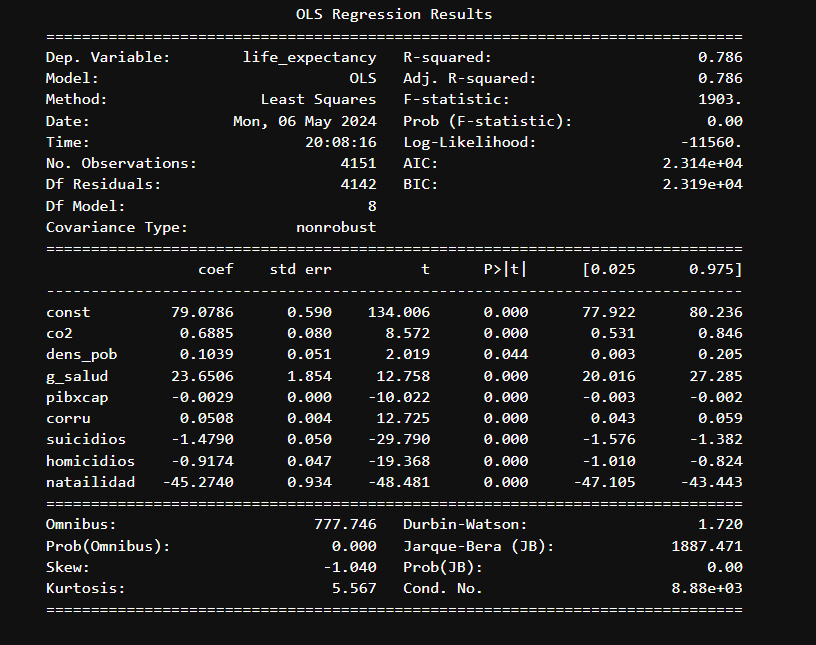 OLS Regression Results
==============================================================================
Dep. Variable: life_expectancy R-squared: 0.786
Model: OLS Adj. R-squared: 0.786
Method: Least Squares F-statistic: 1903.
Date: Mon, 06 May 2024 Prob (F-statistic): 0.00
Time: 20:08:16 Log-Likelihood: -11560.
No. Observations: 4151 AIC: 2.314e+04
Df Residuals: 4142 BIC: 2.319e+04
Df Model: 8
Covariance Type: nonrobust
==============================================================================
coef std err t P>|t| [0.025 0.975]
------------------------------------------------------------------------------
const 79.0786 0.590 134.006 0.000 77.922 80.236
co2 0.6885 0.080 8.572 0.000 0.531 0.846
dens_pob 0.1039 0.051 2.019 0.044 0.003 0.205
g_salud 23.6506 1.854 12.758 0.000 20.016 27.285
pibxcap -0.0029 0.000 -10.022 0.000 -0.003 -0.002
corru 0.0508 0.004 12.725 0.000 0.043 0.059
suicidios -1.4790 0.050 -29.790 0.000 -1.576 -1.382
homicidios -0.9174 0.047 -19.368 0.000 -1.010 -0.824
natailidad -45.2740 0.934 -48.481 0.000 -47.105 -43.443
==============================================================================
Omnibus: 777.746 Durbin-Watson: 1.720
Prob(Omnibus): 0.000 Jarque-Bera (JB): 1887.471
Skew: -1.040 Prob(JB): 0.00
Kurtosis: 5.567 Cond. No. 8.88e+03
==============================================================================